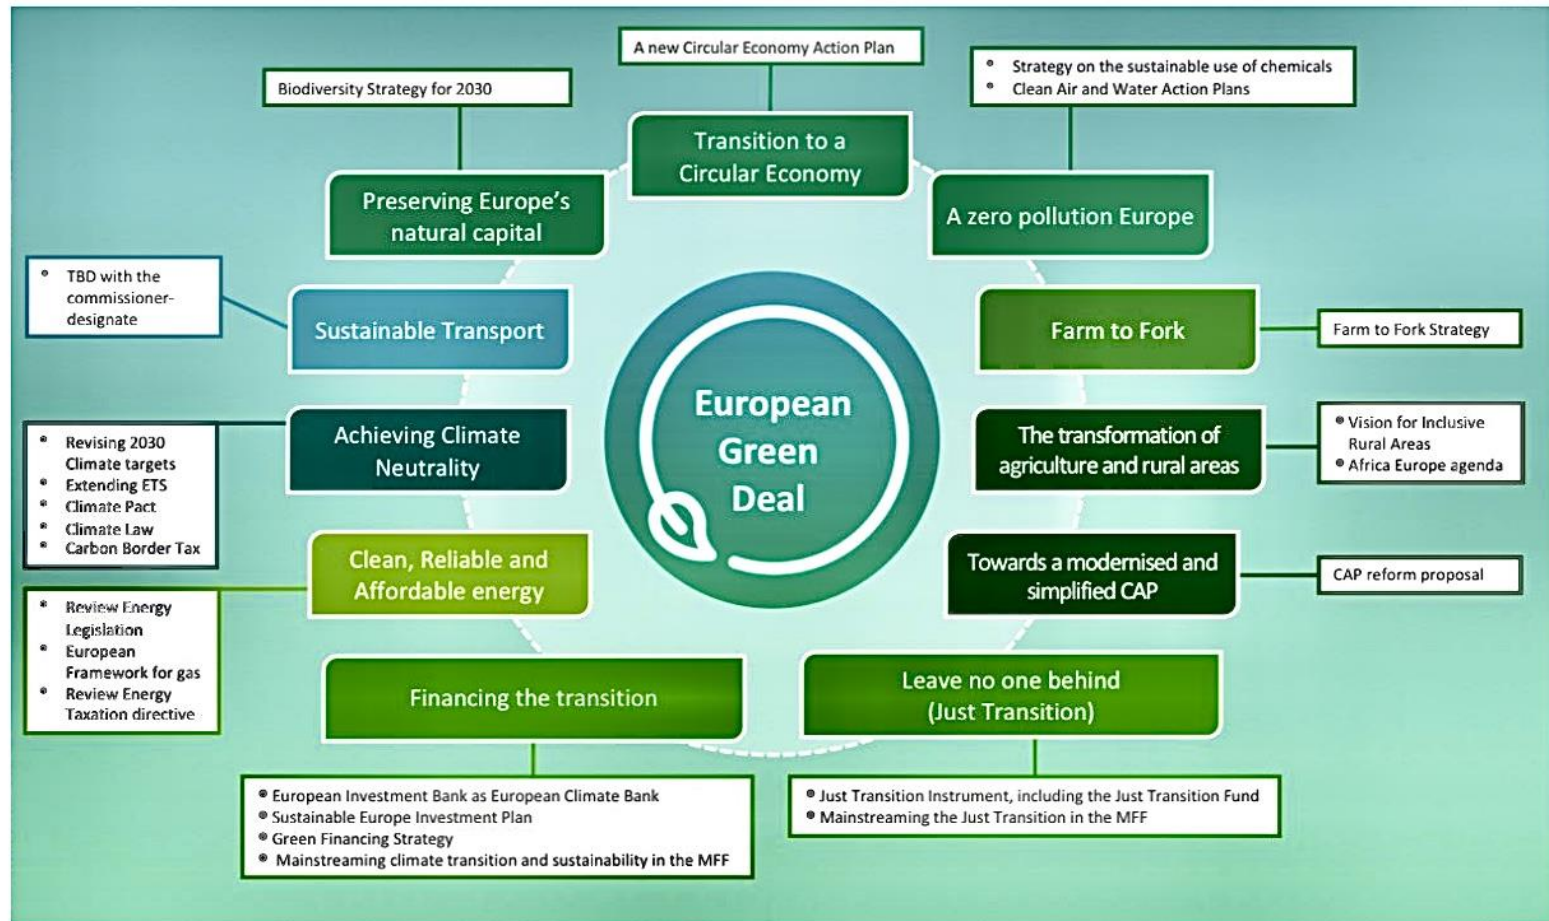 A new Circular Economy Action Plan
Biodiversity Strategy for 2030
Strategy on the sustainable use of chemicals
Clean Air and Water Action Plans
Transition to a
Circular Economy
Preserving Europe's
natural capital
A zero pollution Europe
TBD with the
commissioner-
designate
Sustainable Transport
Farm to Fork
Farm to Fork Strategy
European
Green
Deal
Achieving Climate
Neutrality
Revising 2030
Climate targets
Extending ETS
Climate Pact
Climate Law
Carbon Border Tax
The transformation of
agriculture and rural areas
Vision for Inclusive
Rural Areas
Africa Europe agenda
Clean, Reliable and
Affordable energy
Review Energy
Legislation
European
Framework for gas
Review Energy
Taxation directive
Towards a modernised and
simplified CAP
CAP reform proposal
Financing the transition
Leave no one behind
(Just Transition)
European Investment Bank as European Climate Bank
Sustainable Europe Investment Plan
Green Financing Strategy
Mainstreaming climate transition and sustainability in the MFF
Just Transition Instrument, including the Just Transition Fund
Mainstreaming the Just Transition in the MFF